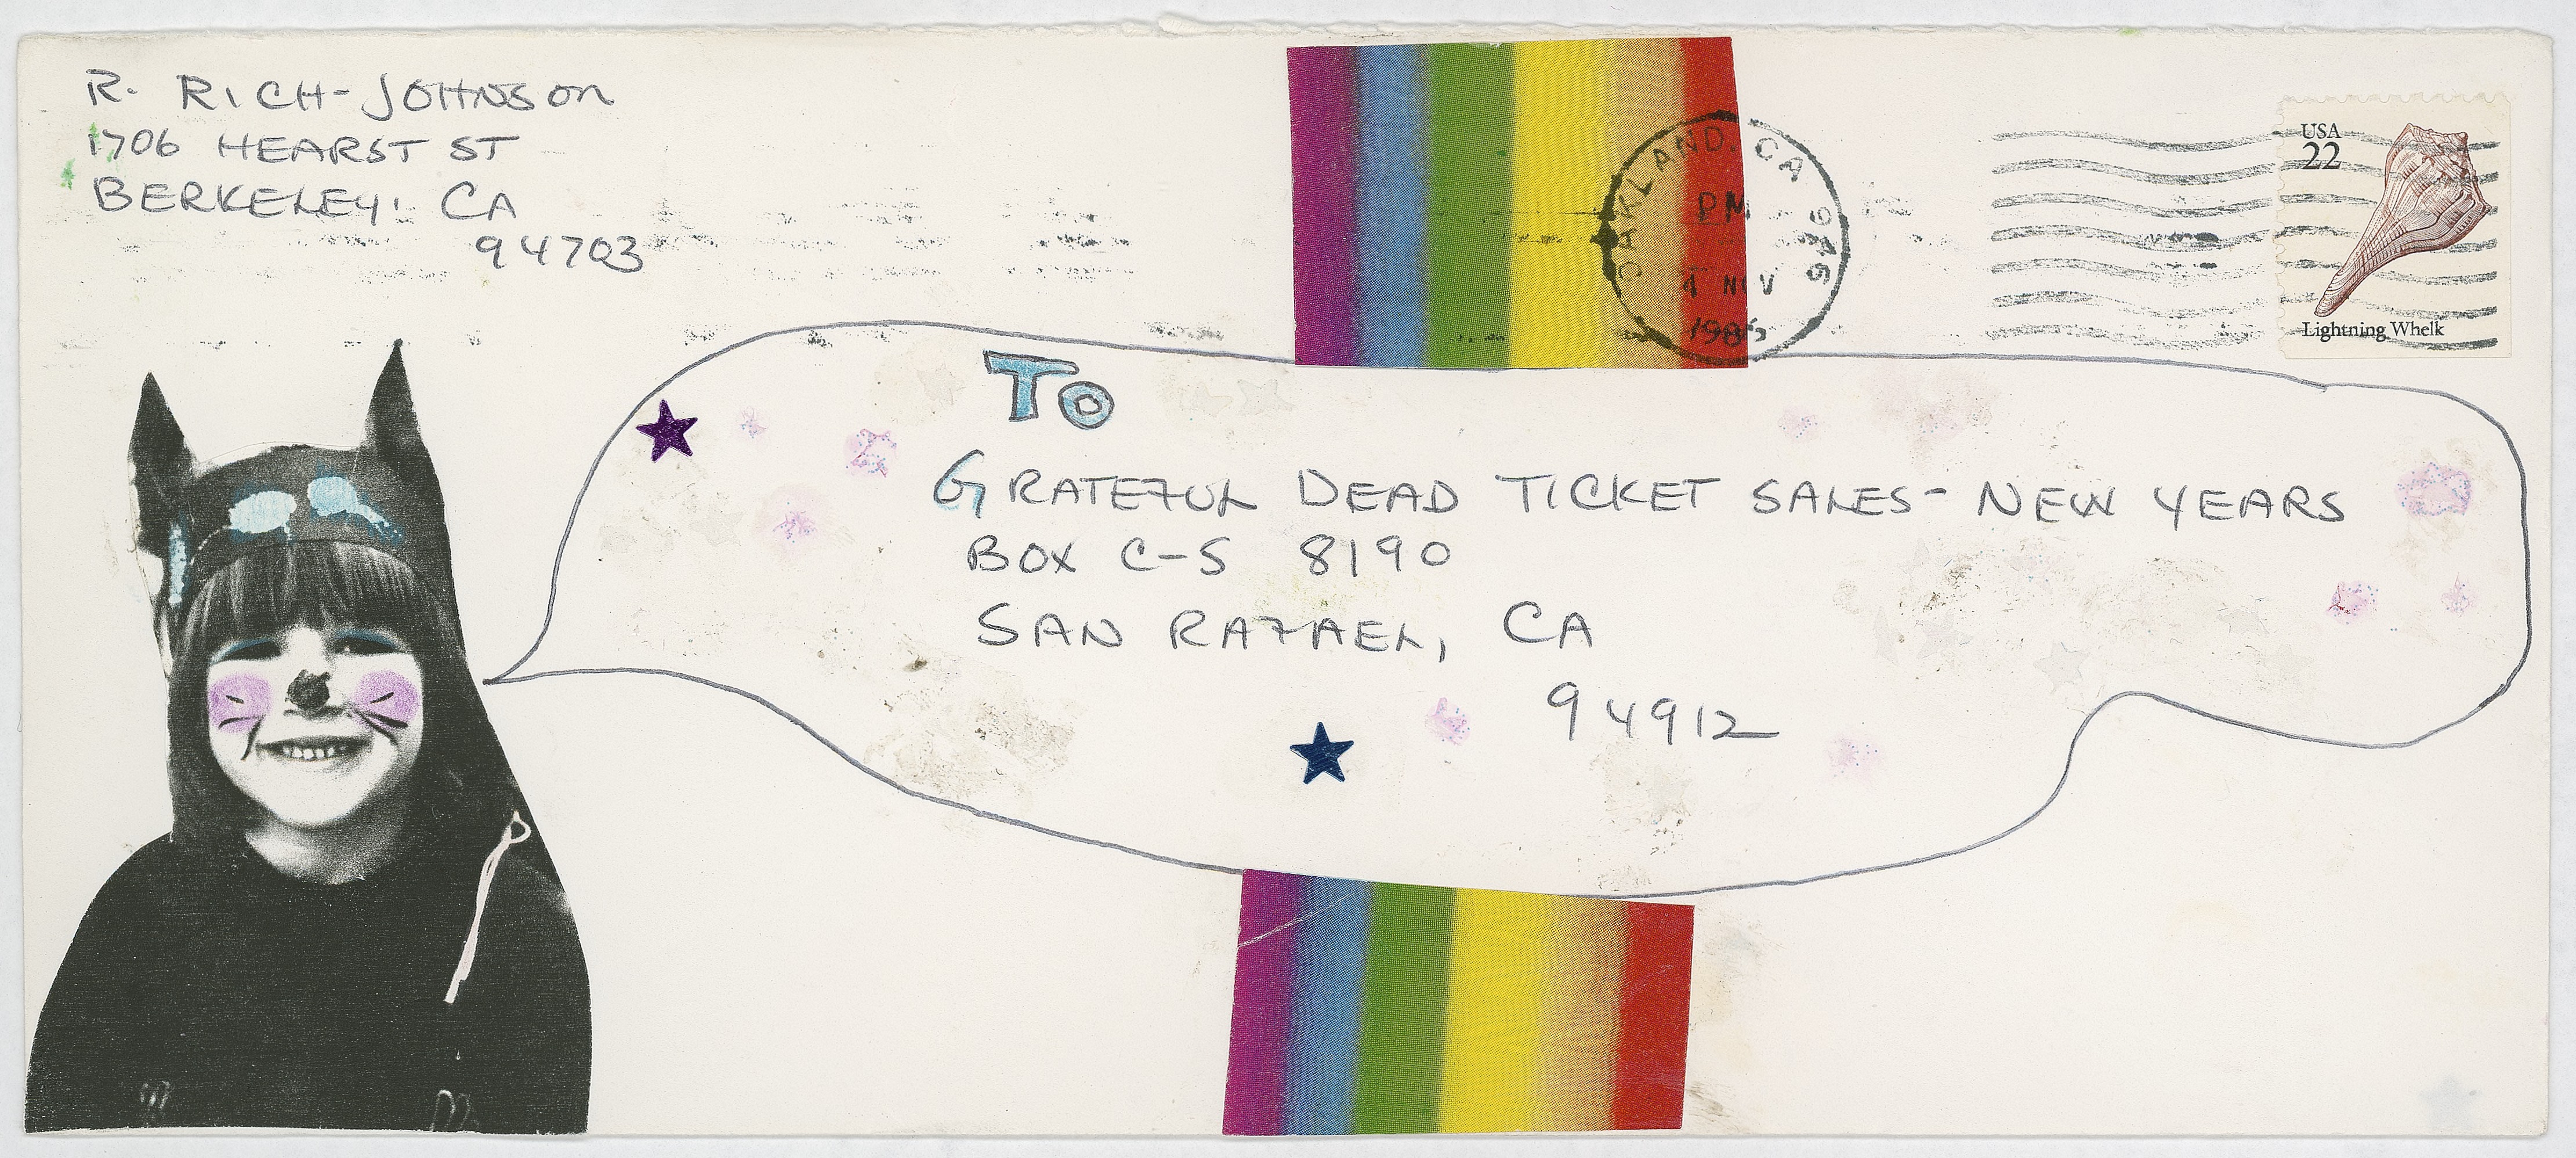 R. RICH-JOHNSON
1706 HEARST ST
BERKELEY, CA
94703
OAKLAND, CA 946
PM
4 NOV
1986
USA
22
Lightning Whelk
TO
GRATEFUL DEAD TICKET SALES- NEW YEARS
BOX C-S 8190
SAN RAFAEL, CA
94912